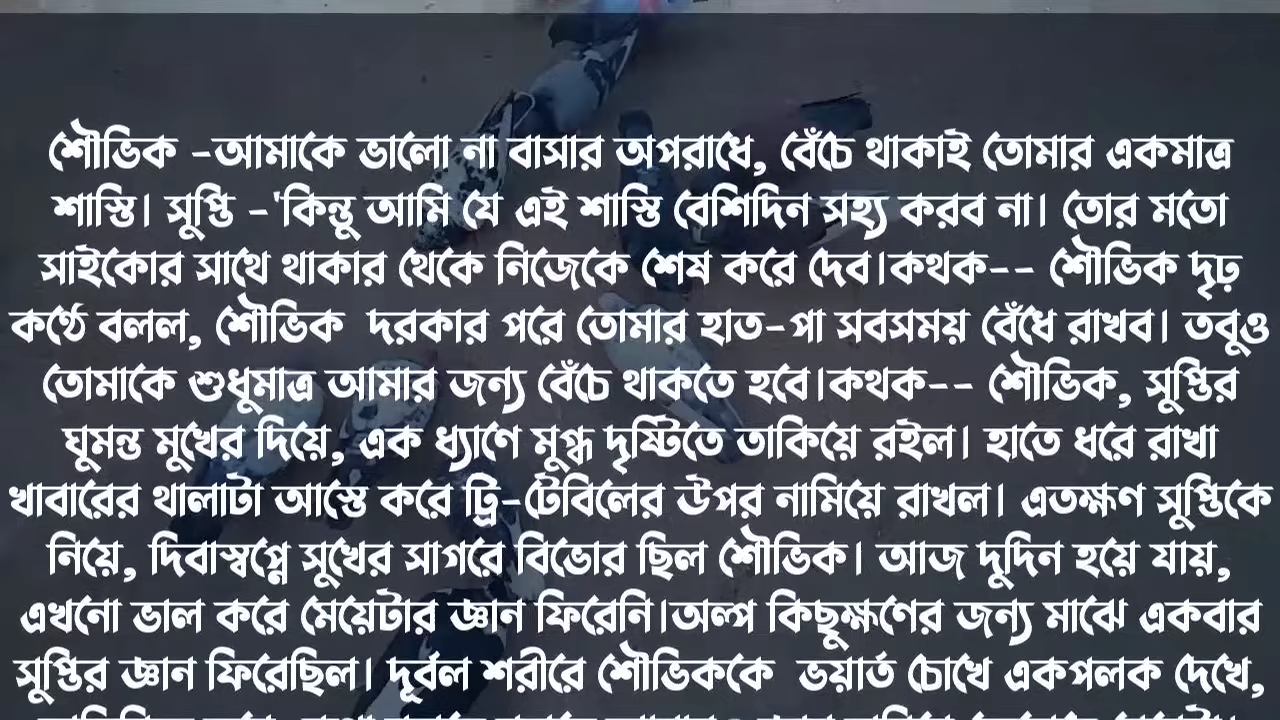 শৌভিক -আমাকে ভালো না বাসার অপরাধে, বেঁচে থাকাই তোমার একমাত্র
শাস্তি। সুপ্তি -'কিন্তু আমি যে এই শাস্তি বেশিদিন সহ্য করব না। তোর মতো
সাইকোর সাথে থাকার থেকে নিজেকে শেষ করে দেব।কথক-- শৌভিক দৃঢ়
কণ্ঠে বলল, শৌভিক দরকার পরে তোমার হাত-পা সবসময় বেঁধে রাখব। তবুও
তোমাকে শুধুমাত্র আমার জন্য বেঁচে থাকতে হবে।কথক-- শৌভিক, সুপ্তির
ঘুমন্ত মুখের দিয়ে, এক ধ্যাণে মুগ্ধ দৃষ্টিতে তাকিয়ে রইল। হাতে ধরে রাখা
খাবারের থালাটা আস্তে করে ট্রি-টেবিলের উপর নামিয়ে রাখল। এতক্ষণ সুপ্তিকে
নিয়ে, দিবাস্বপ্নে সুখের সাগরে বিভোর ছিল শৌভিক। আজ দুদিন হয়ে যায়,
এখনো ভাল করে মেয়েটার জ্ঞান ফিরেনি।অল্প কিছুক্ষণের জন্য মাঝে একবার
সুপ্তির জ্ঞান ফিরেছিল। দূর্বল শরীরে শৌভিককে ভয়ার্ত চোখে একপলক দেখে,